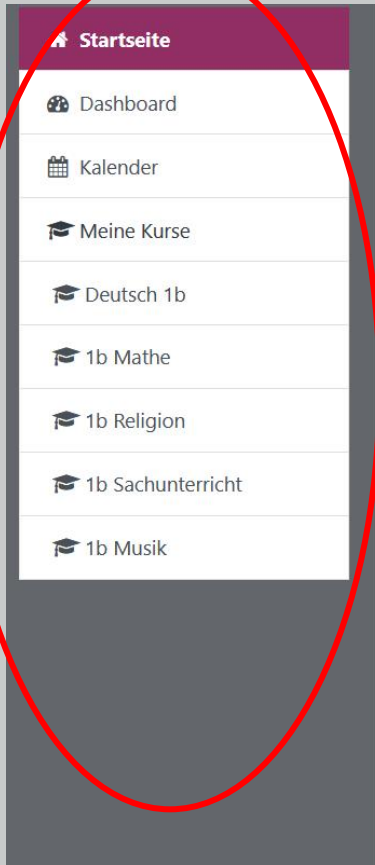 Startseite
Dashboard
Kalender
Meine Kurse
Deutsch 1b
1b Mathe
1b Religion
1b Sachunterricht
1b Musik